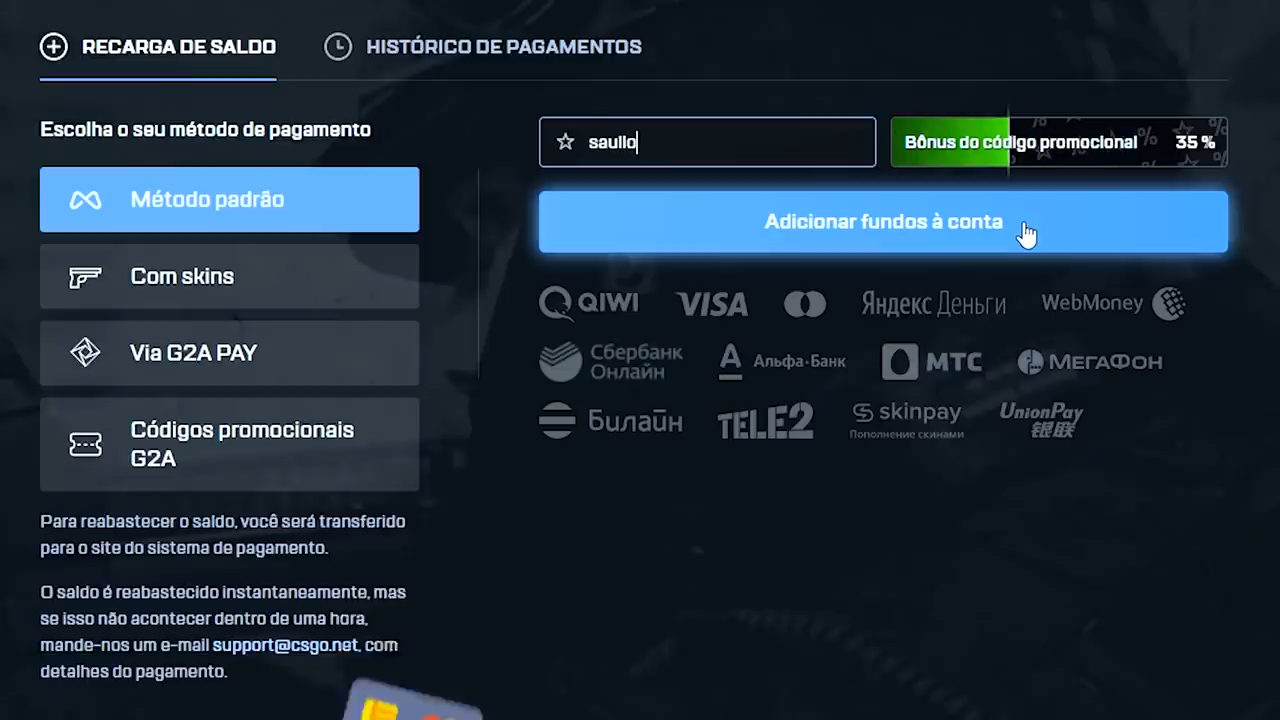 RECARGA DE SALDO
HISTÓRICO DE PAGAMENTOS
Escolha o seu método de pagamento
Método padrão
Com skins
Via G2A PAY
Códigos promocionais
G2A
Para reabastecer o saldo, você será transferido
para o site do sistema de pagamento.
O saldo é reabastecido instantaneamente, mas
se isso não acontecer dentro de uma hora,
mande-nos um e-mail support@csgo.net, com
detalhes do pagamento.
saullo
Bônus do código promocional 35 %
Adicionar fundos à conta
QIWI VISA Яндекс Деньги WebMoney
Сбербанк
Онлайн
Альфа·Банк МТС МЕГАФОН
Билайн TELE2 skinpay
Пополнение скинами
UnionPay
银联